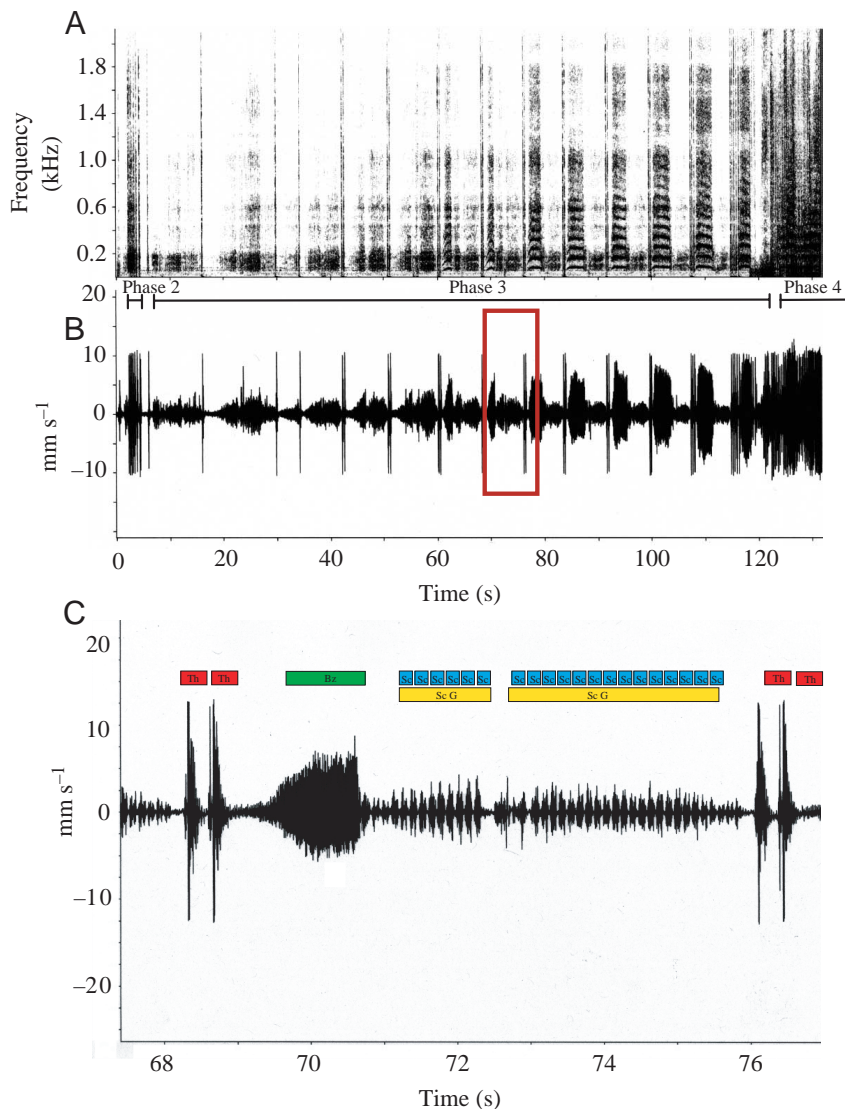 A
Frequency
(kHz)
1.8
1.4
1.0
0.6
0.2
Phase 2
Phase 3
Phase 4
B
mm s⁻¹
20
10
0
–10
0
20
40
60
80
100
120
Time (s)
C
mm s⁻¹
20
10
0
–10
–20
Th Th Bz Sc Sc Sc Sc Sc Sc Sc Sc Sc Sc Sc Sc Sc Sc Sc Sc Sc Sc Sc Th Th
Sc G Sc G
68
70
72
74
76
Time (s)